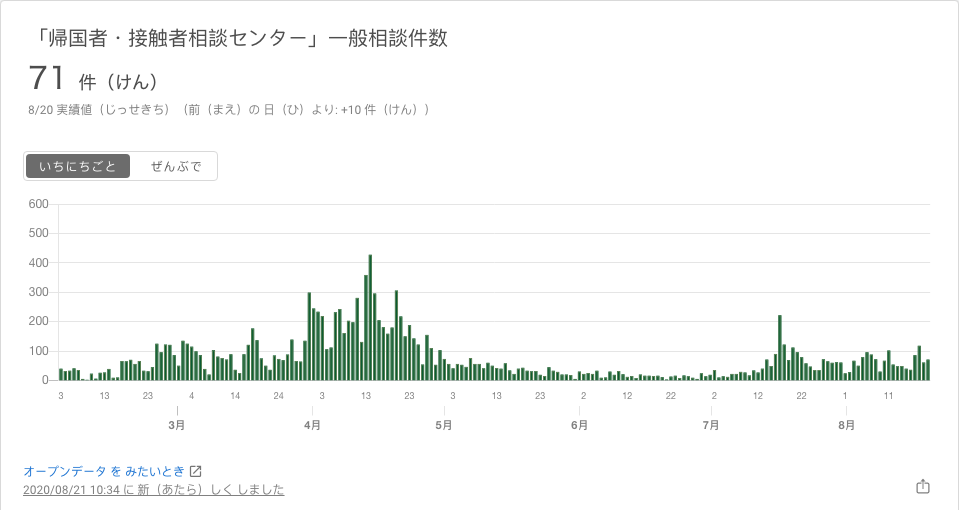 「帰国者・接触者相談センター」一般相談件数
71 件（けん）
8/20 実績値（じっせきち）（前（まえ）の 日（ひ）より: +10 件（けん））
いちにちごと ぜんぶで
600
500
400
300
200
100
0
3 13 23 4 14 24 3 13 23 3 13 23 2 12 22 2 12 22 1 11
3月 4月 5月 6月 7月 8月
オープンデータ を みたいとき
2020/08/21 10:34 に 新（あたら）しく しました